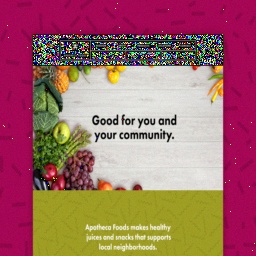 Good for you and
your community.
Apotheca Foods makes healthy
juices and snacks that supports
local neighborhoods.